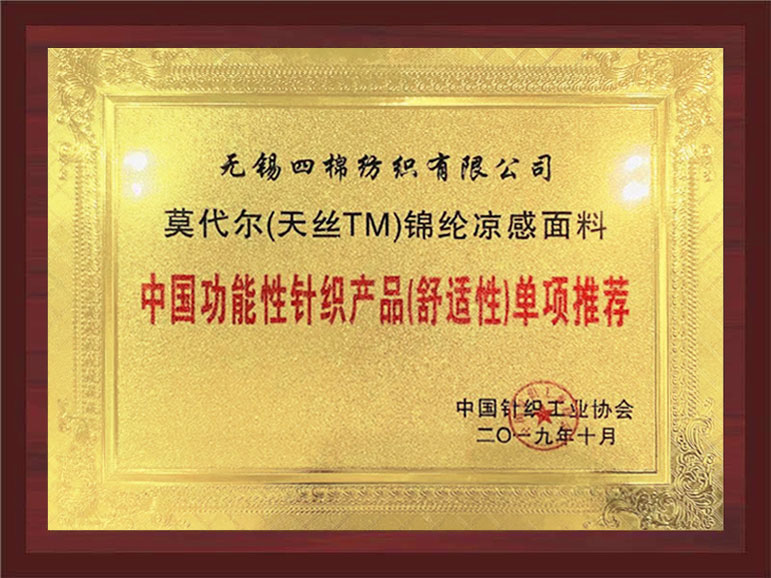 无锡四棉纺织有限公司
莫代尔(天丝TM)锦纶凉感面料
中国功能性针织产品(舒适性)单项推荐
中国针织工业协会
二〇一九年十月